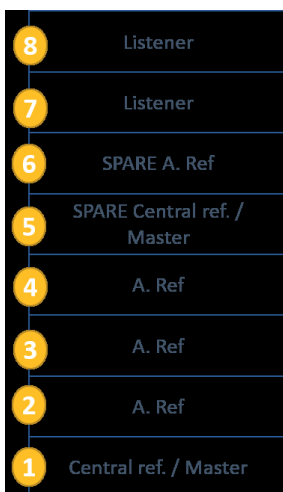 8 Listener
7 Listener
6 SPARE A. Ref
5 SPARE Central ref. /
Master
4 A. Ref
3 A. Ref
2 A. Ref
1 Central ref. / Master